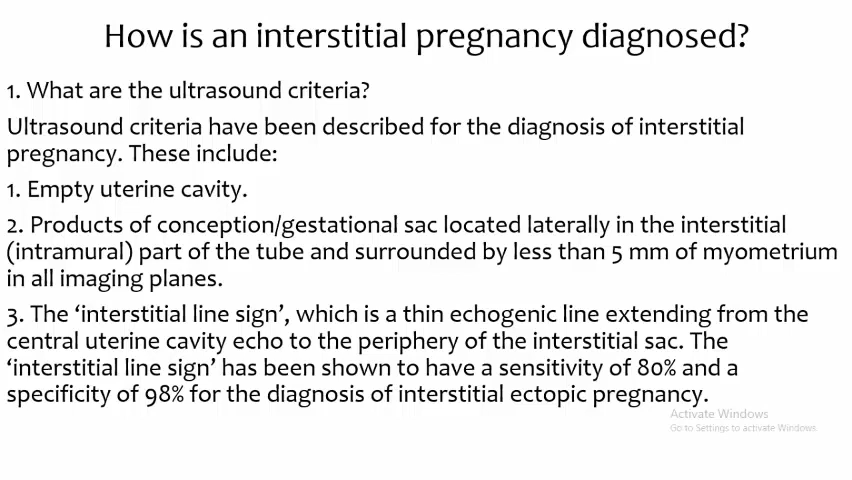 How is an interstitial pregnancy diagnosed?
1. What are the ultrasound criteria?
Ultrasound criteria have been described for the diagnosis of interstitial
pregnancy. These include:
1. Empty uterine cavity.
2. Products of conception/gestational sac located laterally in the interstitial
(intramural) part of the tube and surrounded by less than 5 mm of myometrium
in all imaging planes.
3. The ‘interstitial line sign’, which is a thin echogenic line extending from the
central uterine cavity echo to the periphery of the interstitial sac. The
‘interstitial line sign’ has been shown to have a sensitivity of 80% and a
specificity of 98% for the diagnosis of interstitial ectopic pregnancy.
Activate Windows
Go to Settings to activate Windows.